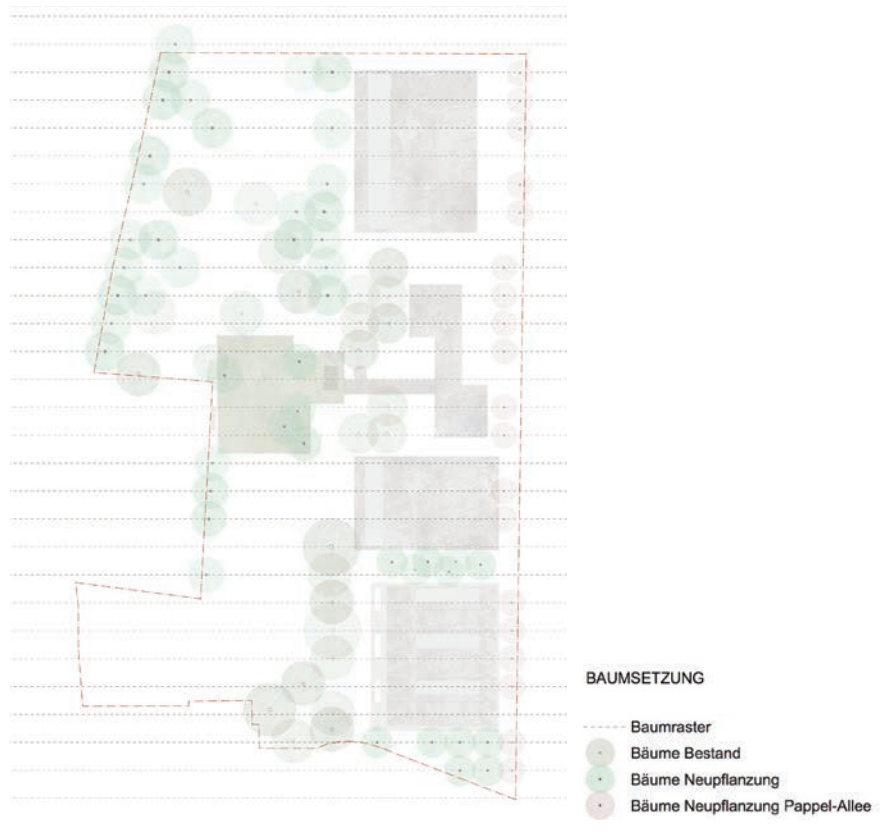 BAUMSETZUNG
Baumraster
Bäume Bestand
Bäume Neupflanzung
Bäume Neupflanzung Pappel-Allee